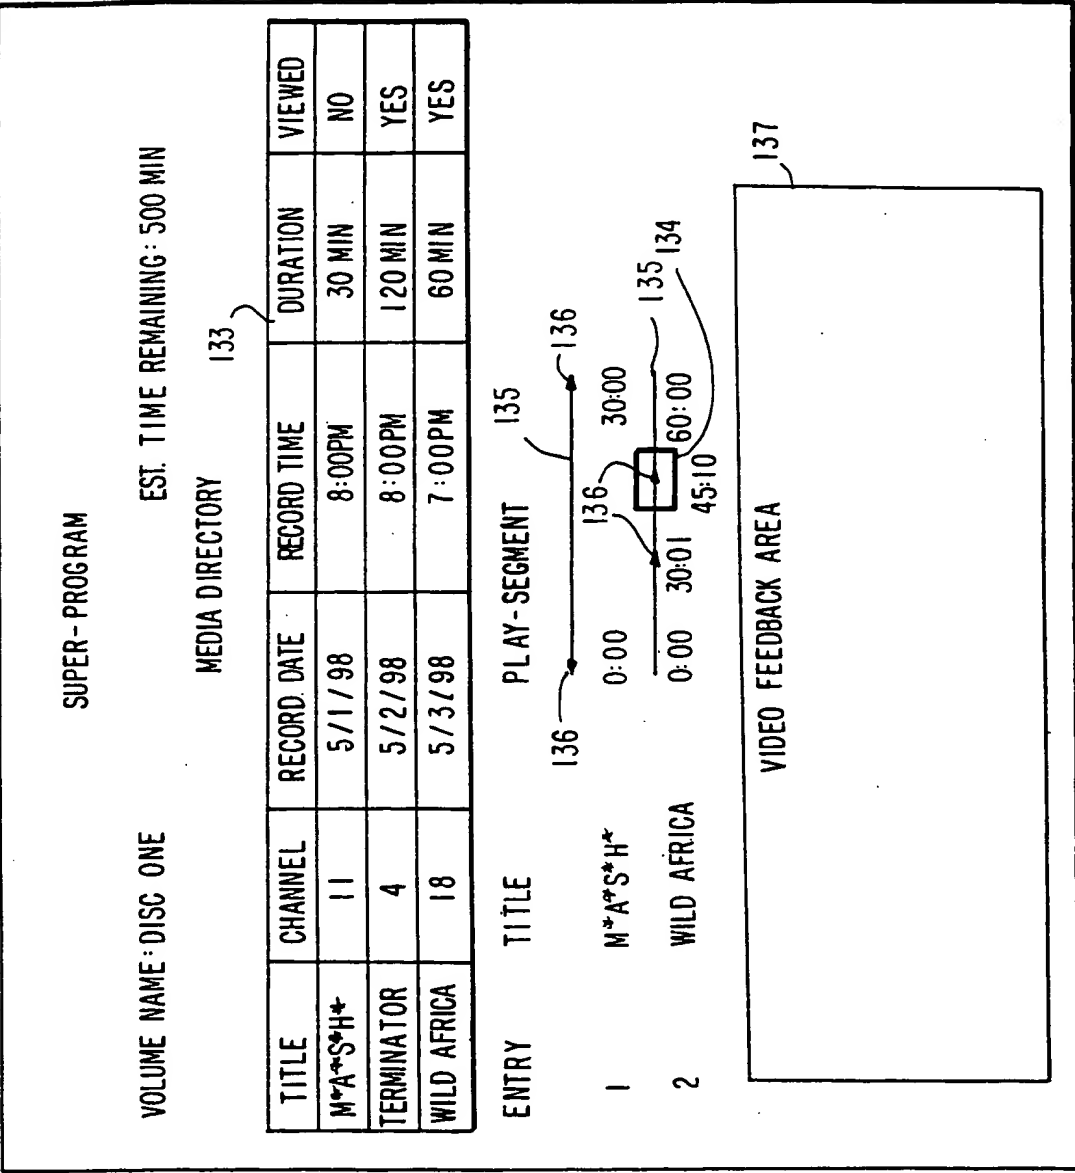 SUPER-PROGRAM
VOLUME NAME: DISC ONE EST. TIME REMAINING: 500 MIN
MEDIA DIRECTORY
133
TITLE CHANNEL RECORD DATE RECORD TIME DURATION VIEWED
M*A*S*H* 11 5/1/98 8:00PM 30 MIN NO
TERMINATOR 4 5/2/98 8:00PM 120 MIN YES
WILD AFRICA 18 5/3/98 7:00PM 60 MIN YES
ENTRY TITLE PLAY-SEGMENT 135
136 136
1 M*A*S*H* 0:00 30:00
136 135 134
2 WILD AFRICA 0:00 30:01 60:00
45:10
137
VIDEO FEEDBACK AREA